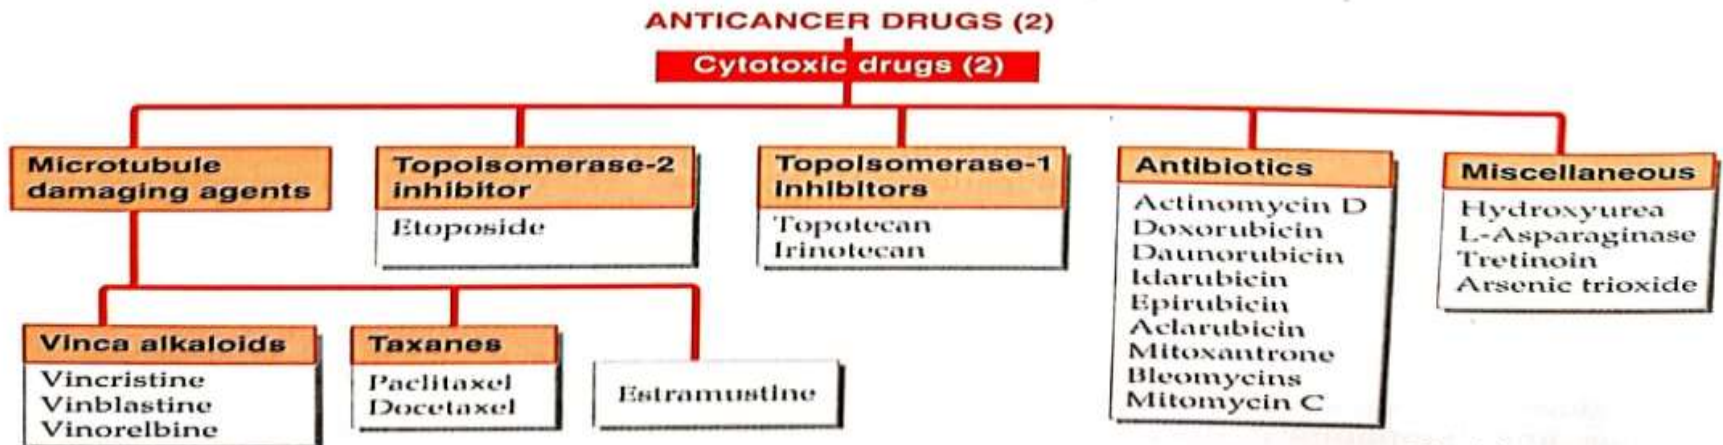 ANTICANCER DRUGS (2)
Cytotoxic drugs (2)
Microtubule
damaging agents
Topoisomerase-2
inhibitor
Etoposide
Topoisomerase-1
inhibitors
Topotecan
Irinotecan
Antibiotics
Actinomycin D
Doxorubicin
Daunorubicin
Idarubicin
Epirubicin
Aclarubicin
Mitoxantrone
Bleomycins
Mitomycin C
Miscellaneous
Hydroxyurea
L-Asparaginase
Tretinoin
Arsenic trioxide
Vinca alkaloids
Vincristine
Vinblastine
Vinorelbine
Taxanes
Paclitaxel
Docetaxel
Estramustine